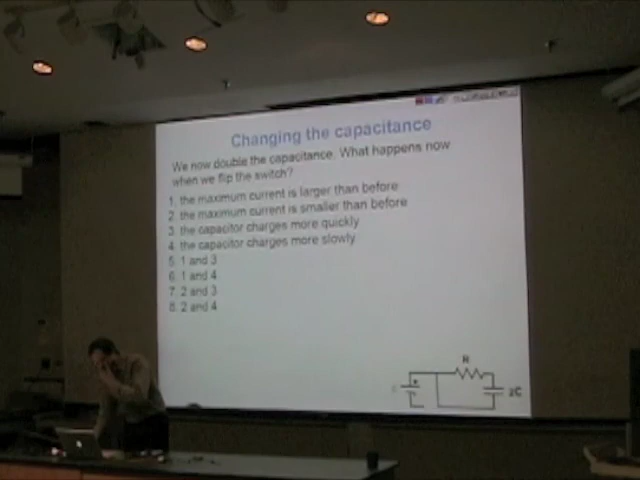 Changing the capacitance
We now double the capacitance. What happens now
when we flip the switch?
1. the maximum current is larger than before
2. the maximum current is smaller than before
3. the capacitor charges more quickly
4. the capacitor charges more slowly
5. 1 and 3
6. 1 and 4
7. 2 and 3
8. 2 and 4
R
2C